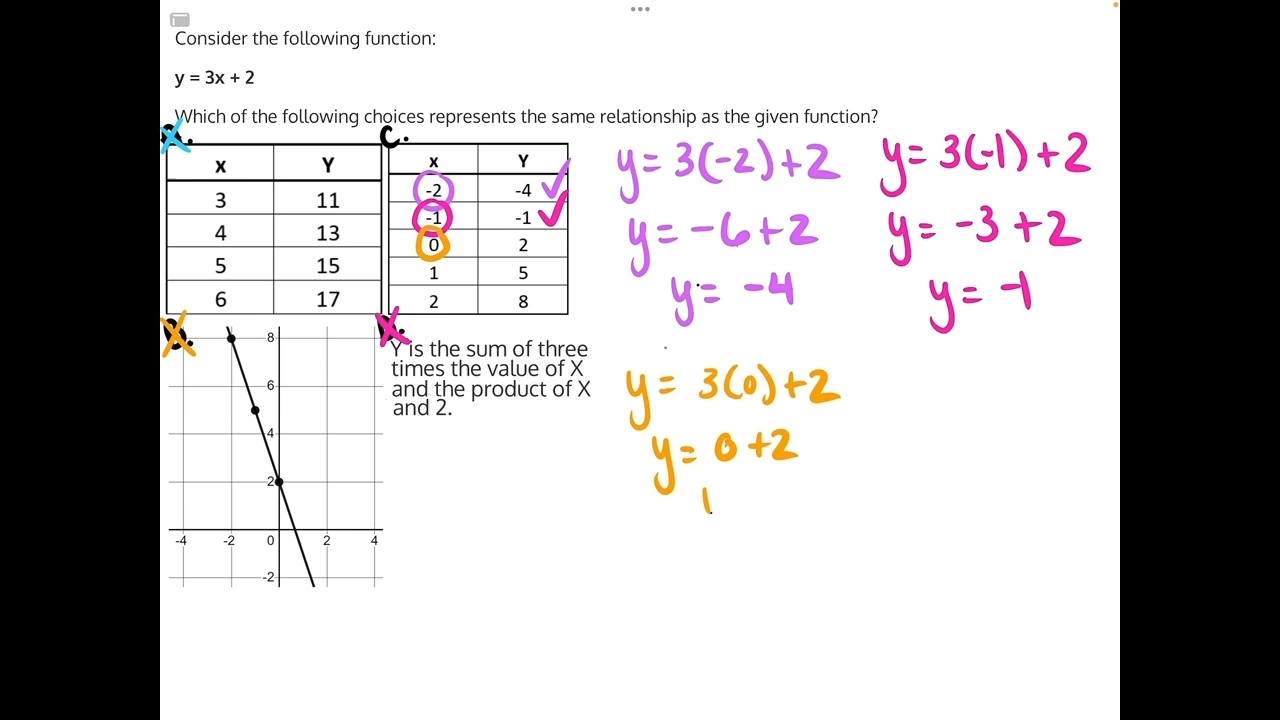 Consider the following function:
y = 3x + 2
Which of the following choices represents the same relationship as the given function?
X Y
3 11
4 13
5 15
6 17
C.
x Y
-2 -4
-1 -1
0 2
1 5
2 8
y = 3(-2) + 2
y = -6 + 2
y = -4
y = 3(-1) + 2
y = -3 + 2
y = -1
8
6
4
2
-4 -2 0 2 4
-2
Y is the sum of three
times the value of X
and the product of X
and 2.
y = 3(0) + 2
y = 0 + 2